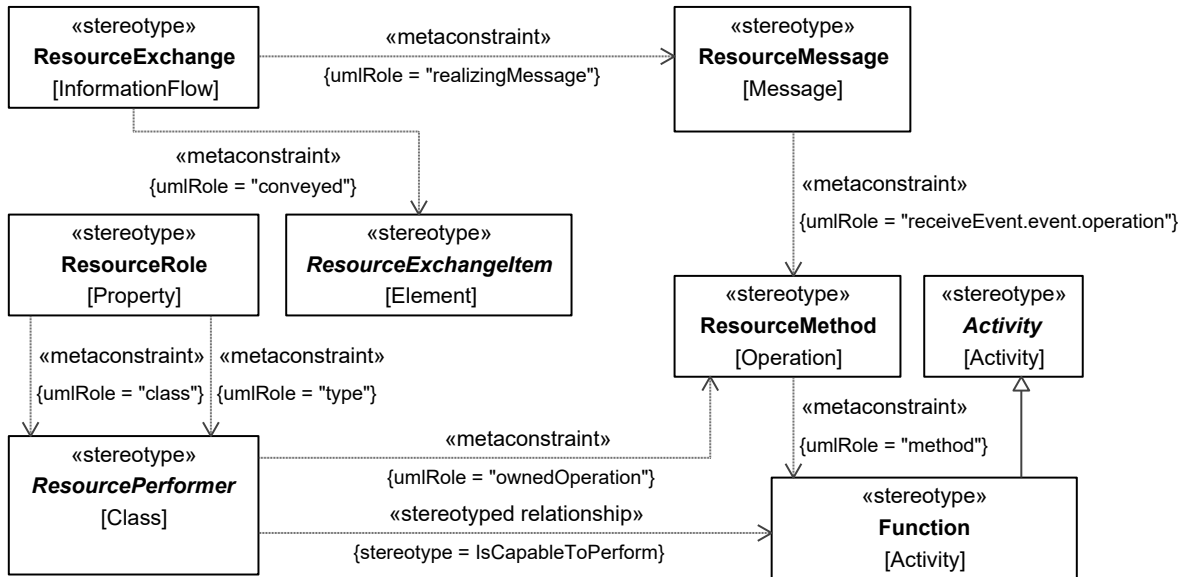 «stereotype»
ResourceExchange
[InformationFlow]
«metaconstraint»
{umlRole = "realizingMessage"}
«stereotype»
ResourceMessage
[Message]
«metaconstraint»
{umlRole = "conveyed"}
«metaconstraint»
{umlRole = "receiveEvent.event.operation"}
«stereotype»
ResourceRole
[Property]
«stereotype»
ResourceExchangeItem
[Element]
«stereotype»
ResourceMethod
[Operation]
«stereotype»
Activity
[Activity]
«metaconstraint»
{umlRole = "class"}
«metaconstraint»
{umlRole = "type"}
«metaconstraint»
{umlRole = "method"}
«stereotype»
ResourcePerformer
[Class]
«metaconstraint»
{umlRole = "ownedOperation"}
«stereotyped relationship»
{stereotype = IsCapableToPerform}
«stereotype»
Function
[Activity]